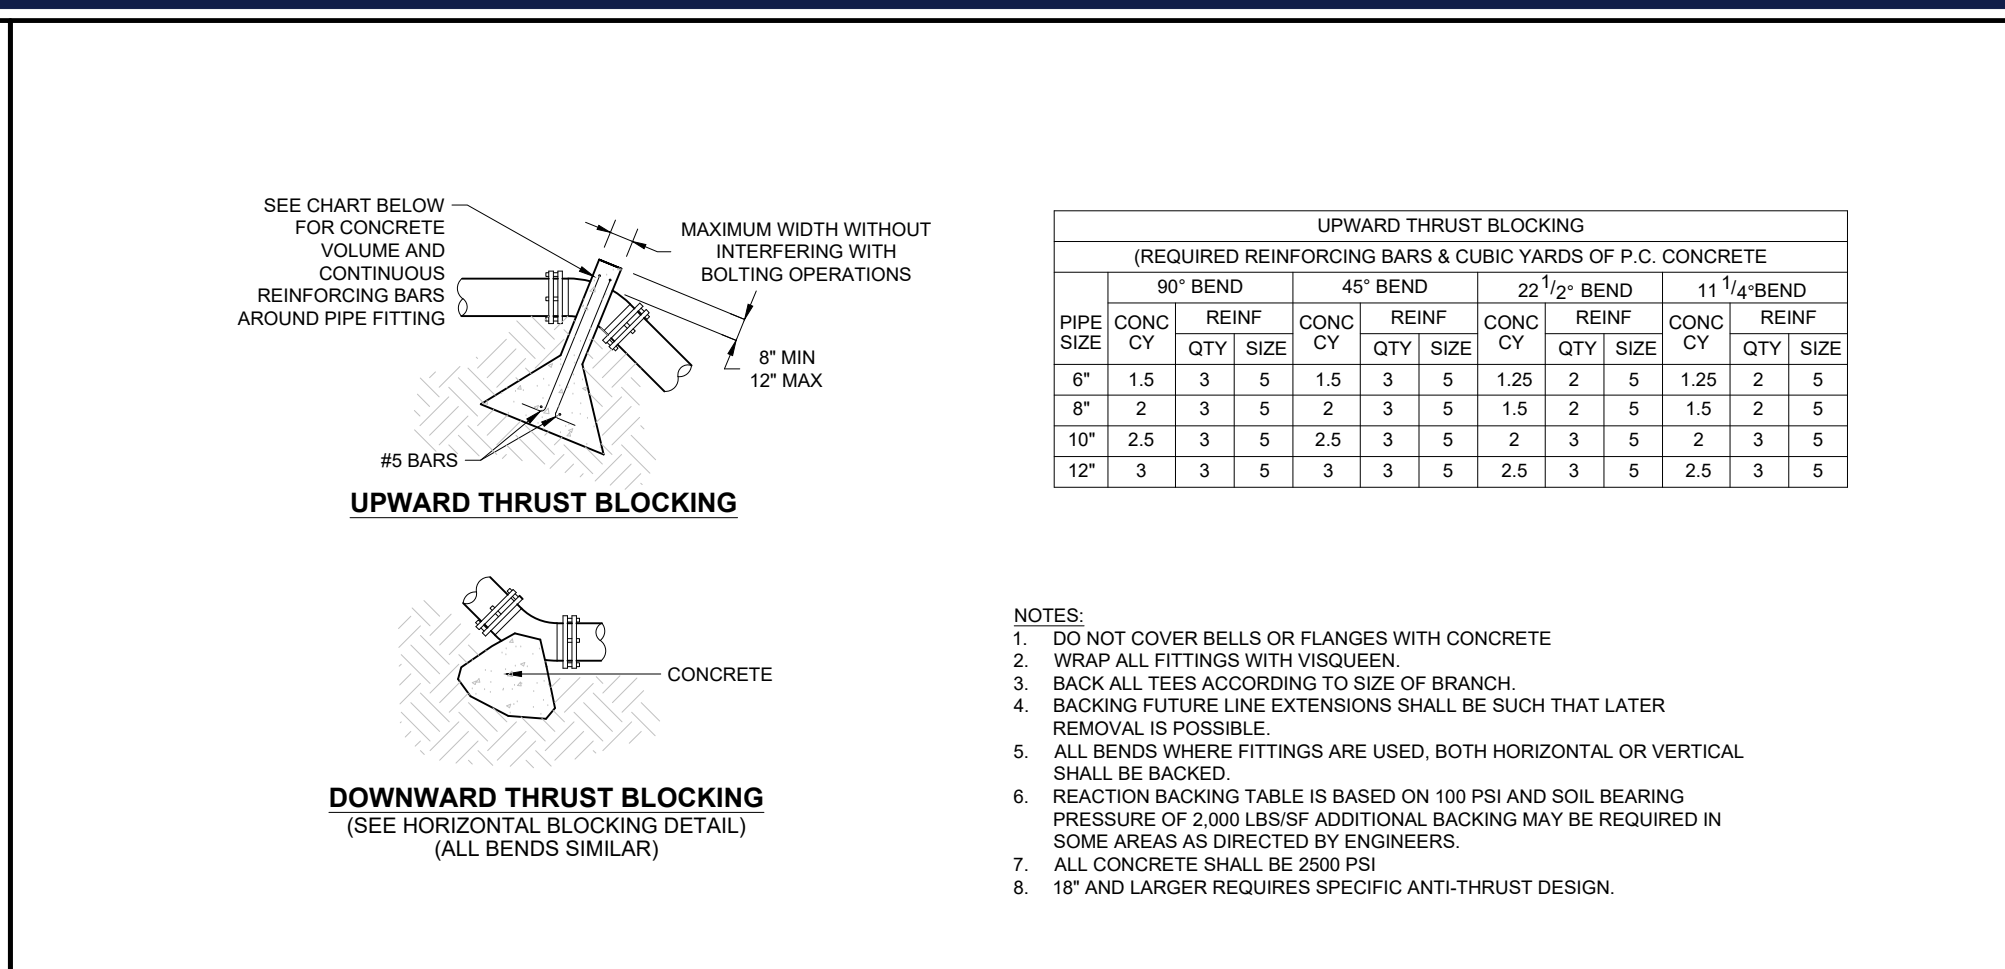 SEE CHART BELOW
FOR CONCRETE
VOLUME AND
CONTINUOUS
REINFORCING BARS
AROUND PIPE FITTING
MAXIMUM WIDTH WITHOUT
INTERFERING WITH
BOLTING OPERATIONS
8" MIN
12" MAX
#5 BARS
UPWARD THRUST BLOCKING
CONCRETE
DOWNWARD THRUST BLOCKING
(SEE HORIZONTAL BLOCKING DETAIL)
(ALL BENDS SIMILAR)
UPWARD THRUST BLOCKING
(REQUIRED REINFORCING BARS & CUBIC YARDS OF P.C. CONCRETE
90° BEND 45° BEND 22 1/2° BEND 11 1/4°BEND
PIPE SIZE CONC CY REINF CONC CY REINF CONC CY REINF CONC CY REINF
QTY SIZE QTY SIZE QTY SIZE QTY SIZE
6" 1.5 3 5 1.5 3 5 1.25 2 5 1.25 2 5
8" 2 3 5 2 3 5 1.5 2 5 1.5 2 5
10" 2.5 3 5 2.5 3 5 2 3 5 2 3 5
12" 3 3 5 3 3 5 2.5 3 5 2.5 3 5
NOTES:
1. DO NOT COVER BELLS OR FLANGES WITH CONCRETE
2. WRAP ALL FITTINGS WITH VISQUEEN.
3. BACK ALL TEES ACCORDING TO SIZE OF BRANCH.
4. BACKING FUTURE LINE EXTENSIONS SHALL BE SUCH THAT LATER
REMOVAL IS POSSIBLE.
5. ALL BENDS WHERE FITTINGS ARE USED, BOTH HORIZONTAL OR VERTICAL
SHALL BE BACKED.
6. REACTION BACKING TABLE IS BASED ON 100 PSI AND SOIL BEARING
PRESSURE OF 2,000 LBS/SF ADDITIONAL BACKING MAY BE REQUIRED IN
SOME AREAS AS DIRECTED BY ENGINEERS.
7. ALL CONCRETE SHALL BE 2500 PSI
8. 18" AND LARGER REQUIRES SPECIFIC ANTI-THRUST DESIGN.